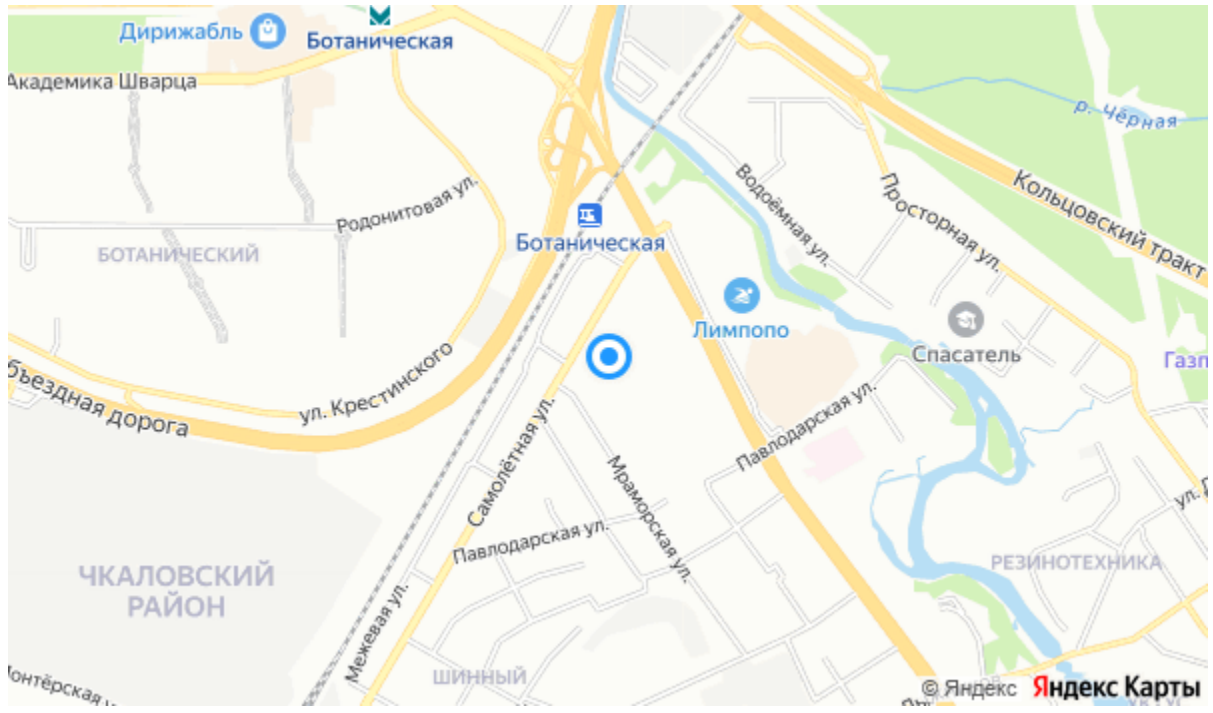 Дирижабль
Ботаническая
Академика Шварца
р. Чёрная
Водоёмная ул.
Кольцовский тракт
Просторная ул.
Родонитовая ул.
Ботаническая
БОТАНИЧЕСКИЙ
Лимпопо
Спасатель
Газп
ул. Крестинского
бъездная дорога
Самолётная ул.
Павлодарская ул.
Мраморская ул.
Павлодарская ул.
РЕЗИНОТЕХНИКА
ЧКАЛОВСКИЙ
РАЙОН
Межевая ул.
ШИННЫЙ
онтёрская
© Яндекс Яндекс Карты